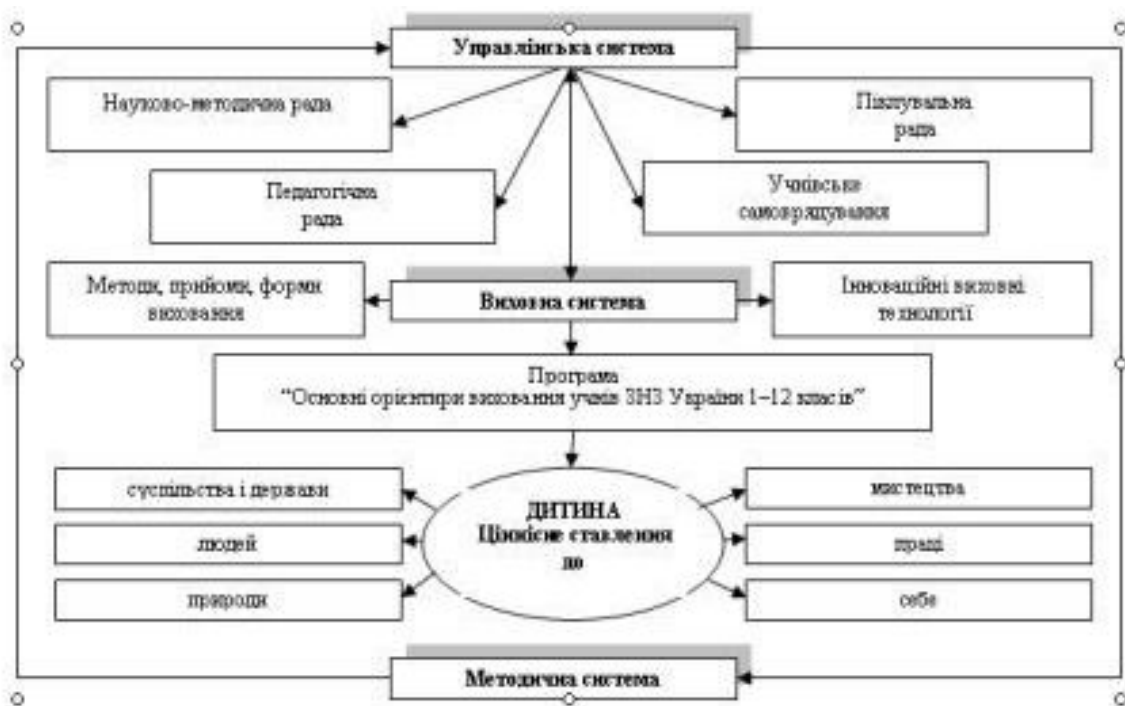 Управлінська система
Науково-методична рада
Піклувальна
рада
Педагогічна
рада
Учнівське
самоврядування
Методи, прийоми, форми
виховання
Виховна система
Інноваційні виховні
технології
Програма
“Основні орієнтири виховання учнів ЗНЗ України 1–12 класів”
суспільства і держави
людей
природи
ДИТИНА
Ціннісне ставлення
до
мистецтва
праці
себе
Методична система